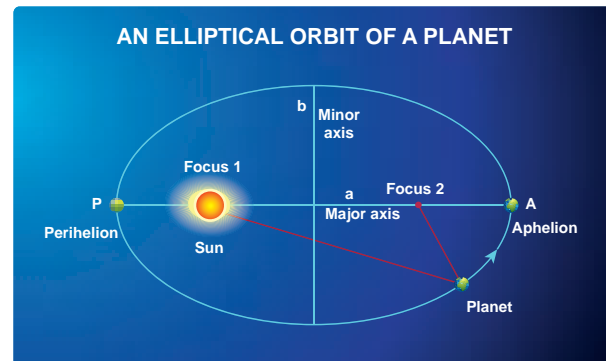 AN ELLIPTICAL ORBIT OF A PLANET
b
Minor
axis
Focus 1
a
Focus 2
P
A
Major axis
Perihelion
Aphelion
Sun
Planet